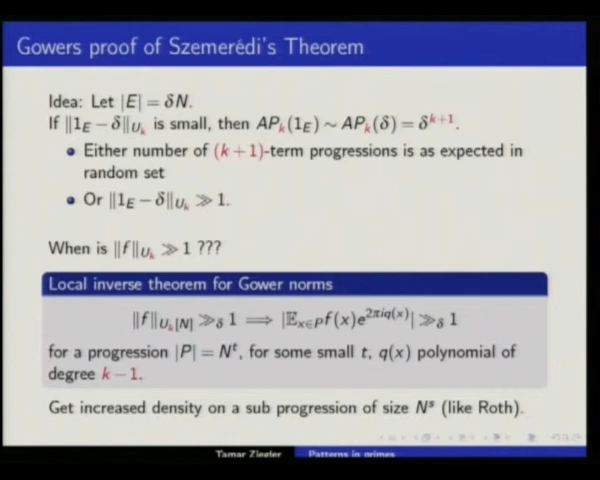 Gowers proof of Szemerédi's Theorem
Idea: Let |E| = δN.
If ‖1_E − δ‖_{U_k} is small, then AP_k(1_E) ∼ AP_k(δ) = δ^{k+1}.
• Either number of (k+1)-term progressions is as expected in
random set
• Or ‖1_E − δ‖_{U_k} ≫ 1.
When is ‖f‖_{U_k} ≫ 1 ???
Local inverse theorem for Gower norms
‖f‖_{U_k[N]} ≫_δ 1 ⟹ |𝔼_{x∈P} f(x)e^{2πiq(x)}| ≫_δ 1
for a progression |P| = N^t, for some small t, q(x) polynomial of
degree k − 1.
Get increased density on a sub progression of size N^s (like Roth).
Tamar Ziegler Patterns in primes